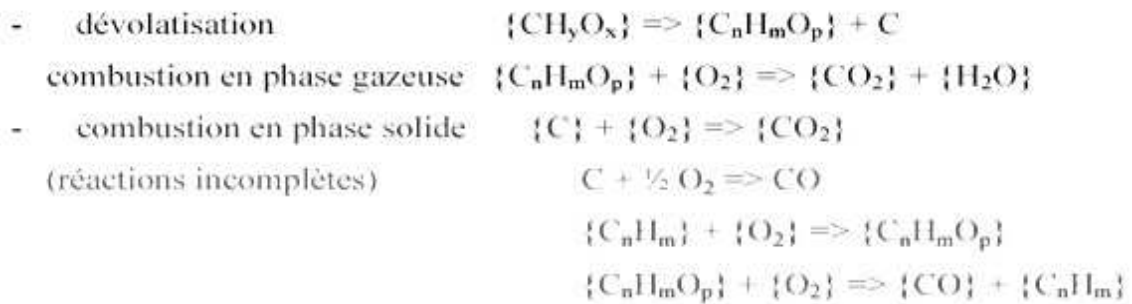 - dévolatisation {CHyOx} => {CnHmOp} + C
combustion en phase gazeuse {CnHmOp} + {O2} => {CO2} + {H2O}
- combustion en phase solide {C} + {O2} => {CO2}
(réactions incomplètes) C + ½ O2 => CO
{CnHm} + {O2} => {CnHmOp}
{CnHmOp} + {O2} => {CO} + {CnHm}